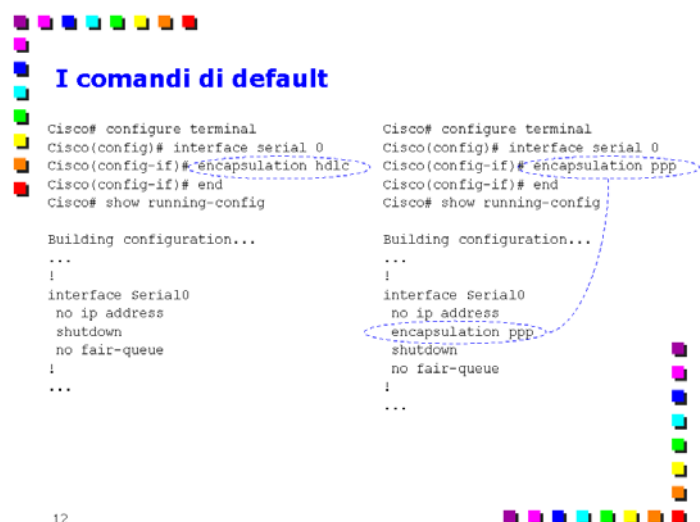 I comandi di default
Cisco# configure terminal
Cisco(config)# interface serial 0
Cisco(config-if)# encapsulation hdlc
Cisco(config-if)# end
Cisco# show running-config
Building configuration...
...
!
interface Serial0
no ip address
shutdown
no fair-queue
!
...
Cisco# configure terminal
Cisco(config)# interface serial 0
Cisco(config-if)# encapsulation ppp
Cisco(config-if)# end
Cisco# show running-config
Building configuration...
...
!
interface Serial0
no ip address
encapsulation ppp
shutdown
no fair-queue
!
...
12